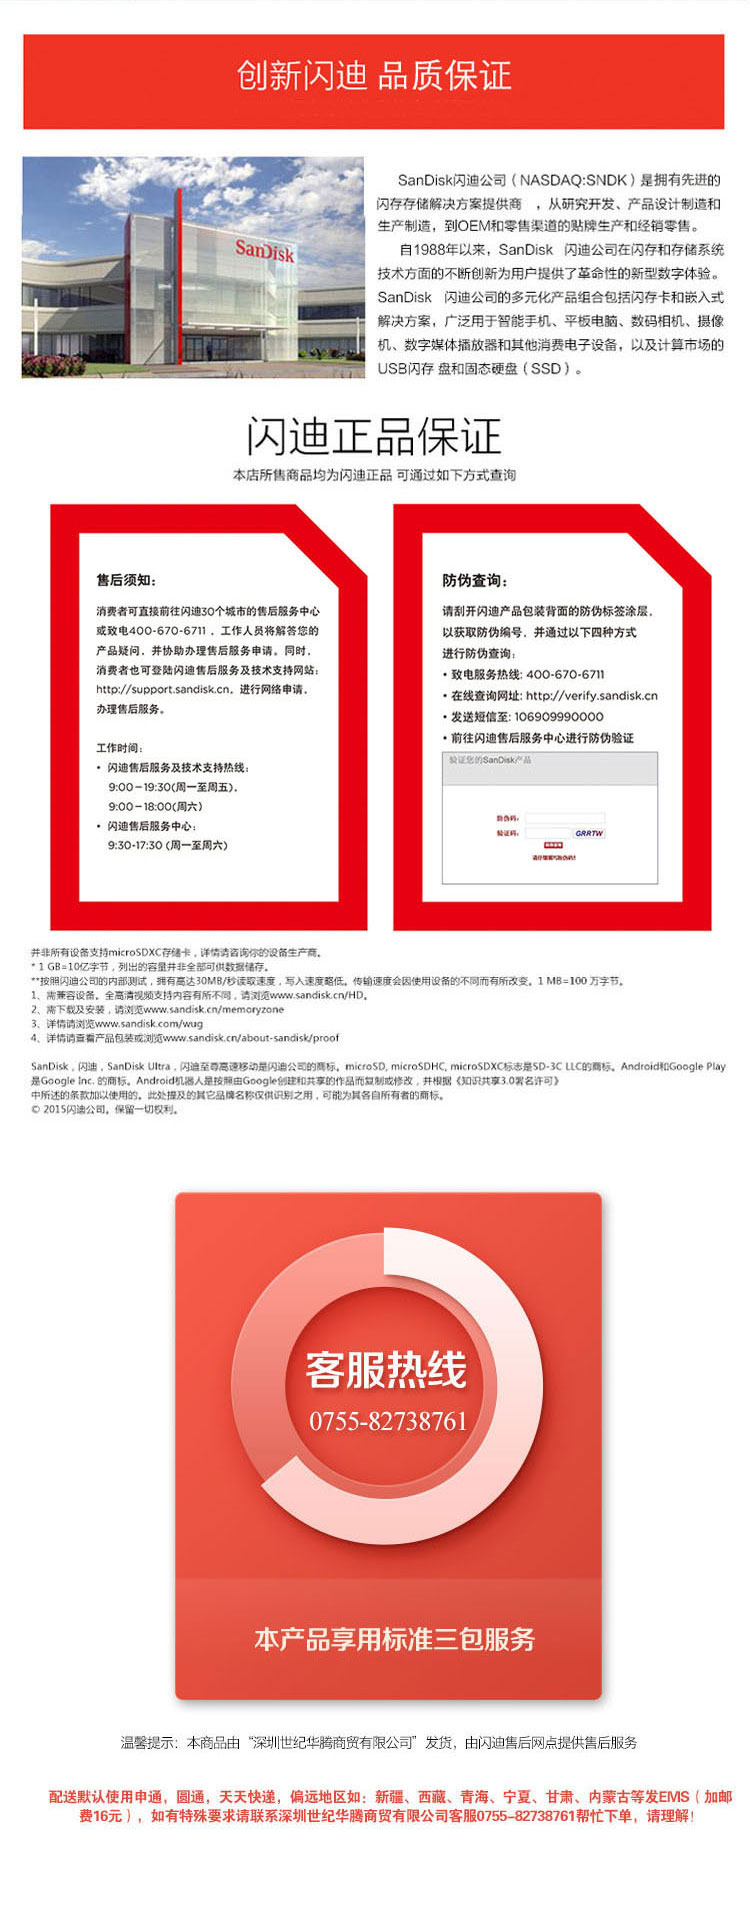 创新闪迪 品质保证
SanDisk
SanDisk闪迪公司（NASDAQ:SNDK）是拥有先进的
闪存存储解决方案提供商 ，从研究开发、产品设计制造和
生产制造，到OEM和零售渠道的贴牌生产和经销零售。
自1988年以来，SanDisk 闪迪公司在闪存和存储系统
技术方面的不断创新为用户提供了革命性的新型数字体验。
SanDisk 闪迪公司的多元化产品组合包括闪存卡和嵌入式
解决方案，广泛用于智能手机、平板电脑、数码相机、摄像
机、数字媒体播放器和其他消费电子设备，以及计算市场的
USB闪存 盘和固态硬盘（SSD）。
闪迪正品保证
本店所售商品均为闪迪正品 可通过如下方式查询
售后须知：
消费者可直接前往闪迪30个城市的售后服务中心
或致电400-670-6711，工作人员将解答您的
产品疑问，并协助办理售后服务申请。同时，
消费者也可登陆闪迪售后服务及技术支持网站：
http://support.sandisk.cn，进行网络申请，
办理售后服务。
工作时间：
• 闪迪售后服务及技术支持热线：
9:00－19:30(周一至周五)，
9:00－18:00(周六)
• 闪迪售后服务中心：
9:30-17:30 (周一至周六)
防伪查询：
请刮开闪迪产品包装背面的防伪标签涂层，
以获取防伪编号，并通过以下四种方式
进行防伪查询：
• 致电服务热线: 400-670-6711
• 在线查询网址: http://verify.sandisk.cn
• 发送短信至: 106909990000
• 前往闪迪售后服务中心进行防伪验证
验证您的SanDisk产品
防伪码：
验证码： GRRTW
请仔细填写防伪码！
并非所有设备支持microSDXC存储卡，详情请咨询你的设备生产商。
* 1 GB=10亿字节，列出的容量并非全部可供数据储存。
**按照闪迪公司的内部测试，拥有高达30MB/秒读取速度，写入速度略低。传输速度会因使用设备的不同而有所改变。1 MB=100 万字节。
1、需兼容设备。全高清视频支持内容有所不同，请浏览www.sandisk.cn/HD。
2、需下载及安装，请浏览www.sandisk.cn/memoryzone
3、详情请浏览www.sandisk.com/wug
4、详情请查看产品包装或浏览www.sandisk.cn/about-sandisk/proof
SanDisk，闪迪，SanDisk Ultra，闪迪至尊高速移动是闪迪公司的商标。microSD, microSDHC, microSDXC标志是SD-3C LLC的商标。Android和Google Play
是Google Inc. 的商标。Android机器人是按照由Google创建和共享的作品而复制或修改，并根据《知识共享3.0署名许可》
中所述的条款加以使用的。此处提及的其它品牌名称仅供识别之用，可能为其各自所有者的商标。
© 2015闪迪公司。保留一切权利。
客服热线
0755-82738761
本产品享用标准三包服务
温馨提示：本商品由“深圳世纪华腾商贸有限公司”发货，由闪迪售后网点提供售后服务
配送默认使用申通，圆通，天天快递，偏远地区如：新疆、西藏、青海、宁夏、甘肃、内蒙古等发EMS（加邮
费16元），如有特殊要求请联系深圳世纪华腾商贸有限公司客服0755-82738761帮忙下单，请理解！